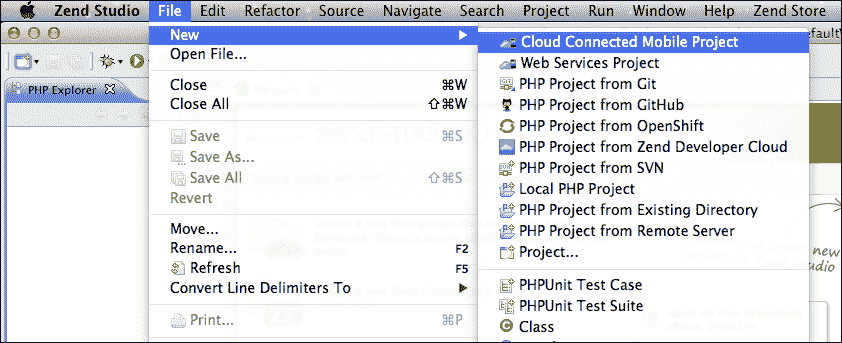 Zend Studio File Edit Refactor Source Navigate Search Project Run Window Help Zend Store
PHP Explorer
New
Open File...
Close ⌘W
Close All ⇧⌘W
Save ⌘S
Save As...
Save All ⇧⌘S
Revert
Move...
Rename... F2
Refresh F5
Convert Line Delimiters To
Print... ⌘P
Cloud Connected Mobile Project
Web Services Project
PHP Project from Git
PHP Project from GitHub
PHP Project from OpenShift
PHP Project from Zend Developer Cloud
PHP Project from SVN
Local PHP Project
PHP Project from Existing Directory
PHP Project from Remote Server
Project...
PHPUnit Test Case
PHPUnit Test Suite
Class
new